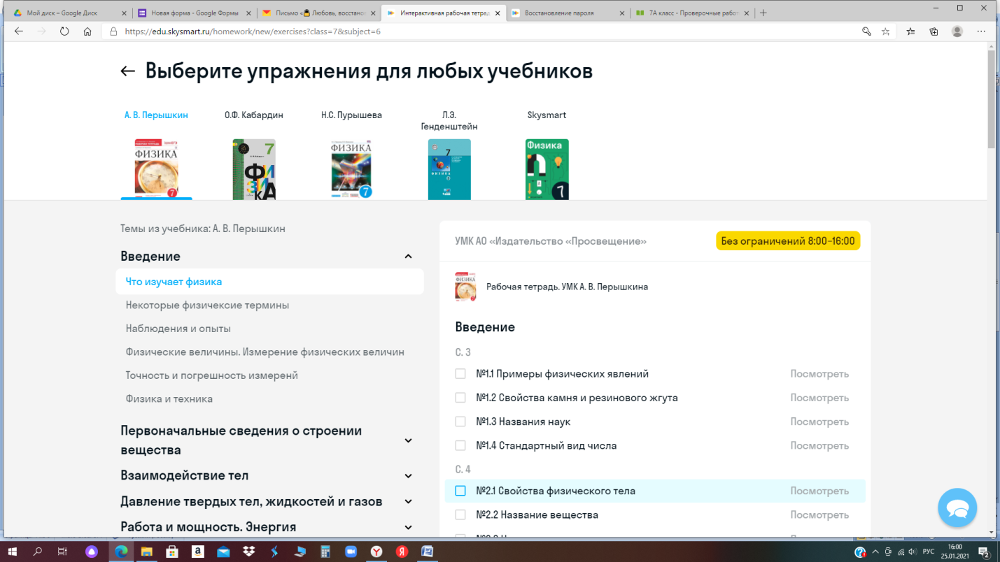 Мой диск – Google Диск
Новая форма - Google Формы
Письмо «Любовь, восстанов
Интерактивная рабочая тетрадь
Восстановление пароля
7А класс - Проверочные работ
https://edu.skysmart.ru/homework/new/exercises?class=7&subject=6
Выберите упражнения для любых учебников
А. В. Перышкин
О.Ф. Кабардин
Н.С. Пурышева
Л.Э.
Генденштейн
Skysmart
ФИЗИКА
7
7
ФИЗИКА
ФИЗИКА
7
7
ФИЗИКА
Физика
7
Темы из учебника: А. В. Перышкин
Введение
Что изучает физика
Некоторые физичексие термины
Наблюдения и опыты
Физические величины. Измерение физических величин
Точность и погрешность измеренй
Физика и техника
Первоначальные сведения о строении
вещества
Взаимодействие тел
Давление твердых тел, жидкостей и газов
Работа и мощность. Энергия
УМК АО «Издательство «Просвещение»
Без ограничений 8:00–16:00
ФИЗИКА
Рабочая тетрадь. УМК А. В. Перышкина
Введение
С. 3
№1.1 Примеры физических явлений Посмотреть
№1.2 Свойства камня и резинового жгута Посмотреть
№1.3 Названия наук Посмотреть
№1.4 Стандартный вид числа Посмотреть
С. 4
№2.1 Свойства физического тела Посмотреть
№2.2 Название вещества Посмотреть
РУС
16:00
25.01.2021
2